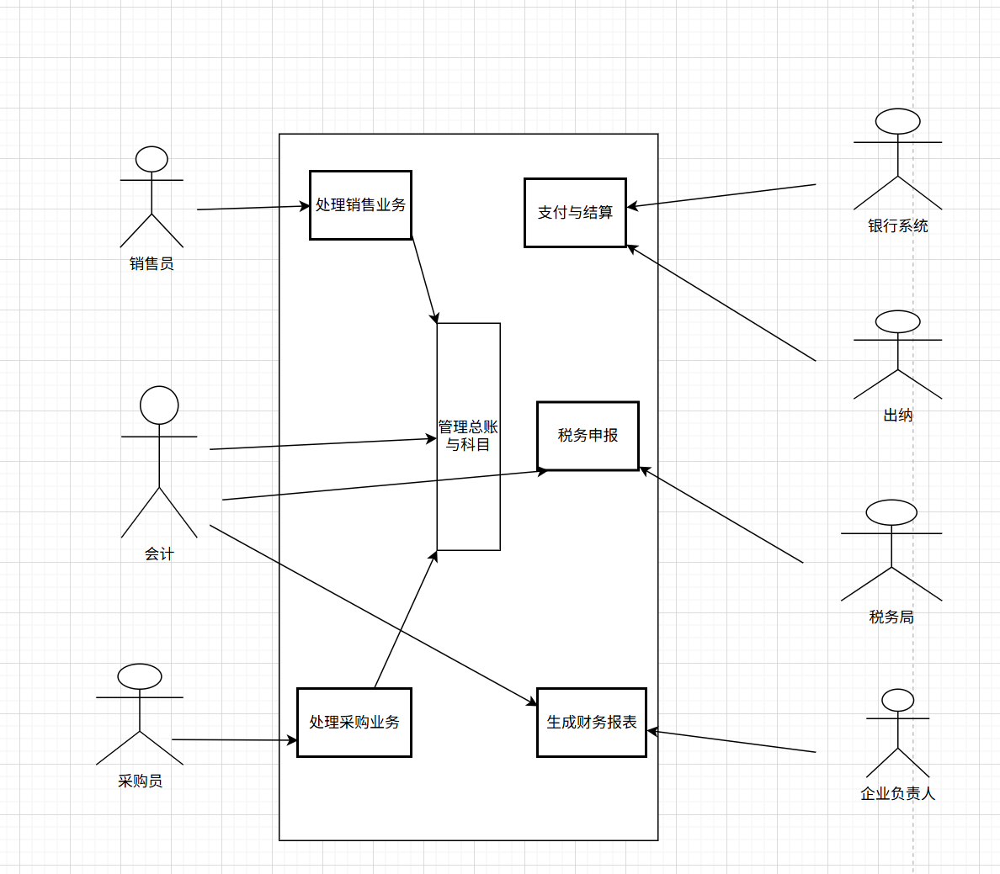 处理销售业务
支付与结算
银行系统
销售员
出纳
管理总账
与科目
税务申报
会计
税务局
处理采购业务
生成财务报表
采购员
企业负责人